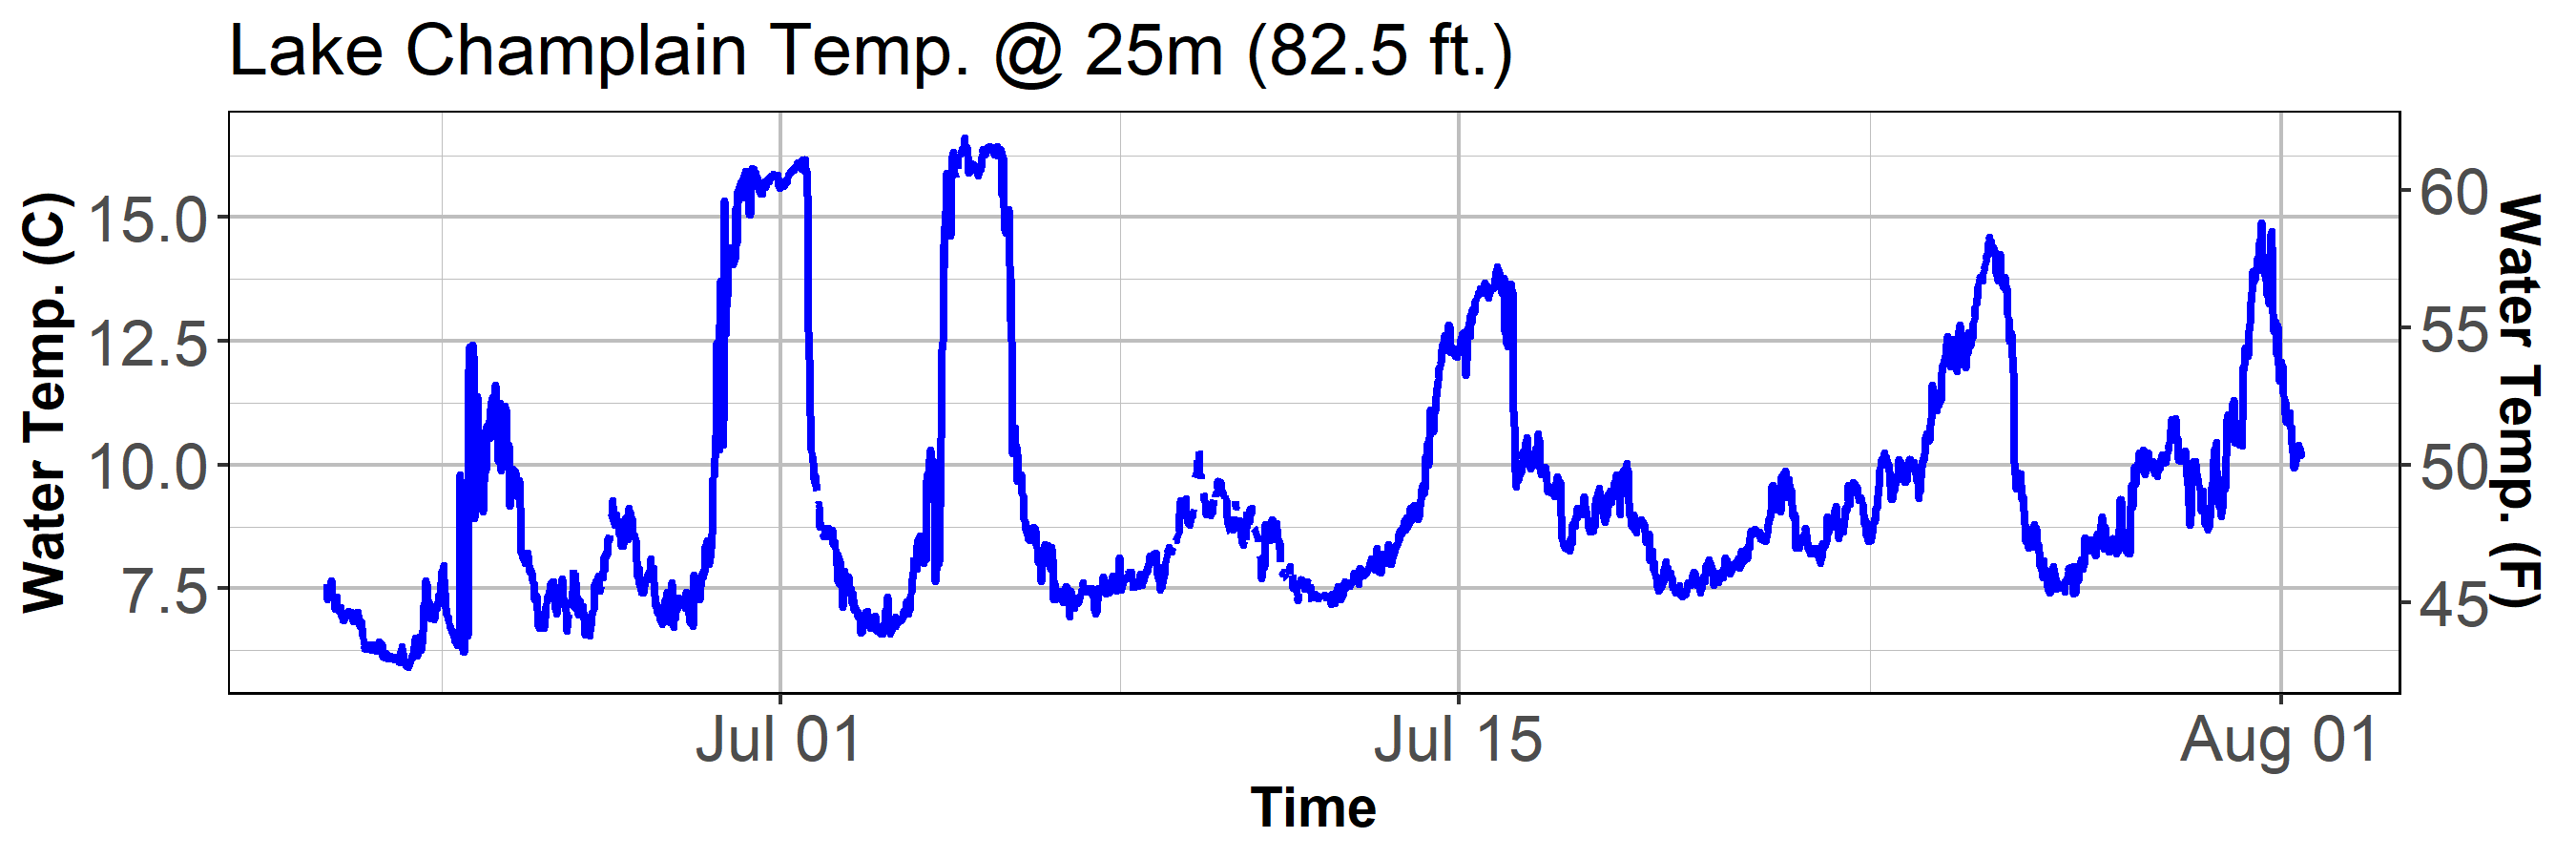 Lake Champlain Temp. @ 25m (82.5 ft.)
Water Temp. (C)
15.0
12.5
10.0
7.5
60
55
50
45
Water Temp. (F)
Jul 01
Jul 15
Aug 01
Time